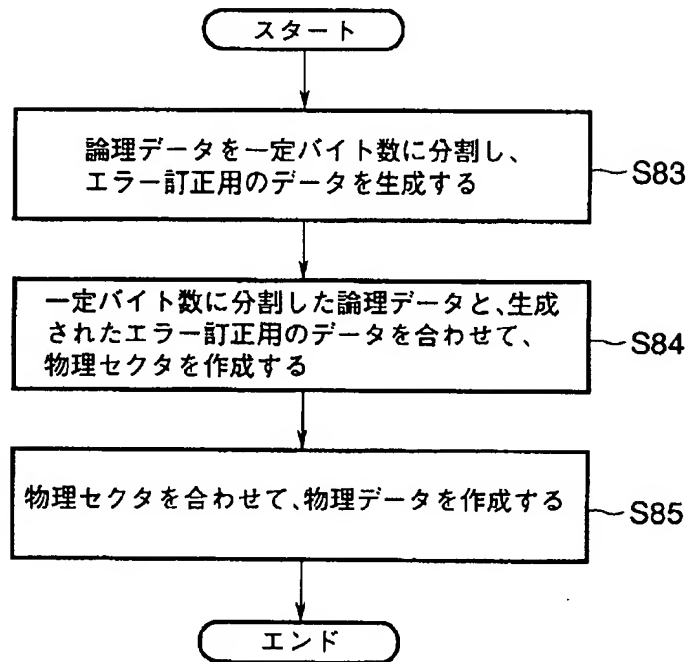 スタート
論理データを一定バイト数に分割し、
エラー訂正用のデータを生成する
S83
一定バイト数に分割した論理データと、生成
されたエラー訂正用のデータを合わせて、
物理セクタを作成する
S84
物理セクタを合わせて、物理データを作成する
S85
エンド